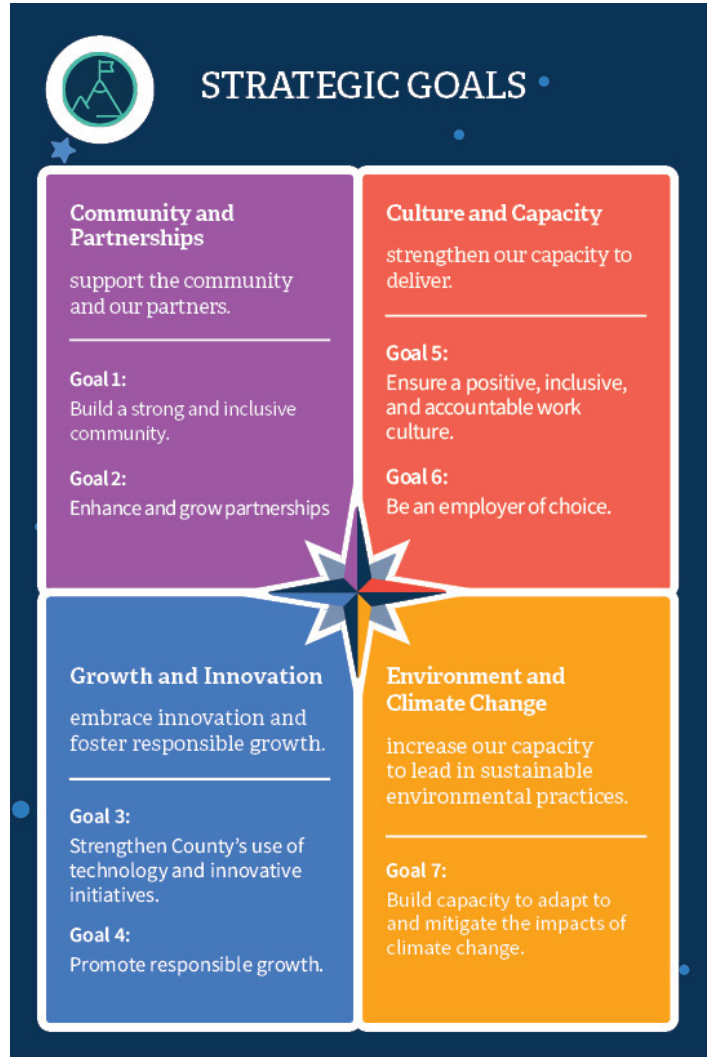 STRATEGIC GOALS
Community and
Partnerships
support the community
and our partners.
Goal 1:
Build a strong and inclusive
community.
Goal 2:
Enhance and grow partnerships
Culture and Capacity
strengthen our capacity to
deliver.
Goal 5:
Ensure a positive, inclusive,
and accountable work
culture.
Goal 6:
Be an employer of choice.
Growth and Innovation
embrace innovation and
foster responsible growth.
Goal 3:
Strengthen County’s use of
technology and innovative
initiatives.
Goal 4:
Promote responsible growth.
Environment and
Climate Change
increase our capacity
to lead in sustainable
environmental practices.
Goal 7:
Build capacity to adapt to
and mitigate the impacts of
climate change.